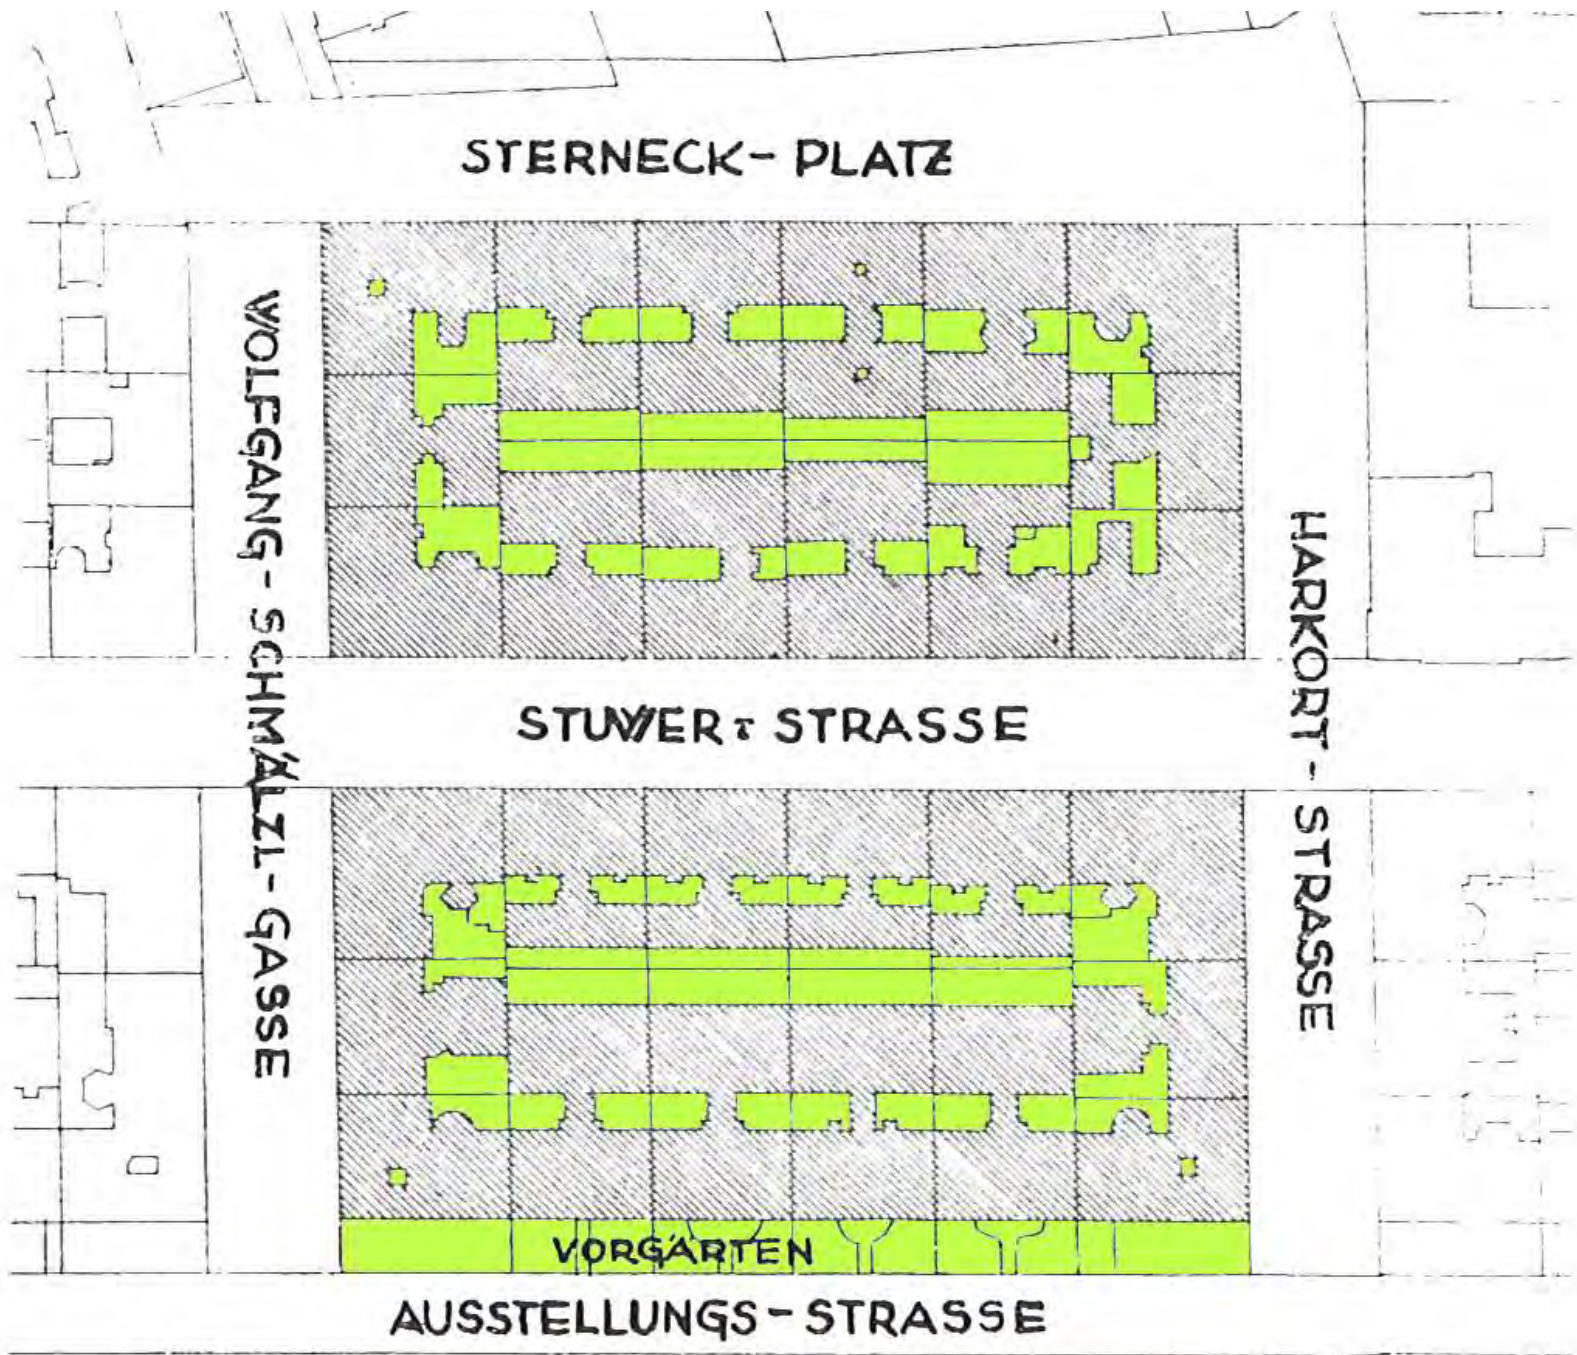 STERNECK-PLATZ
WOLFGANG-SCHMÄLZL-GASSE
HARKORT-STRASSE
STUWER-STRASSE
VORGÄRTEN
AUSSTELLUNGS-STRASSE